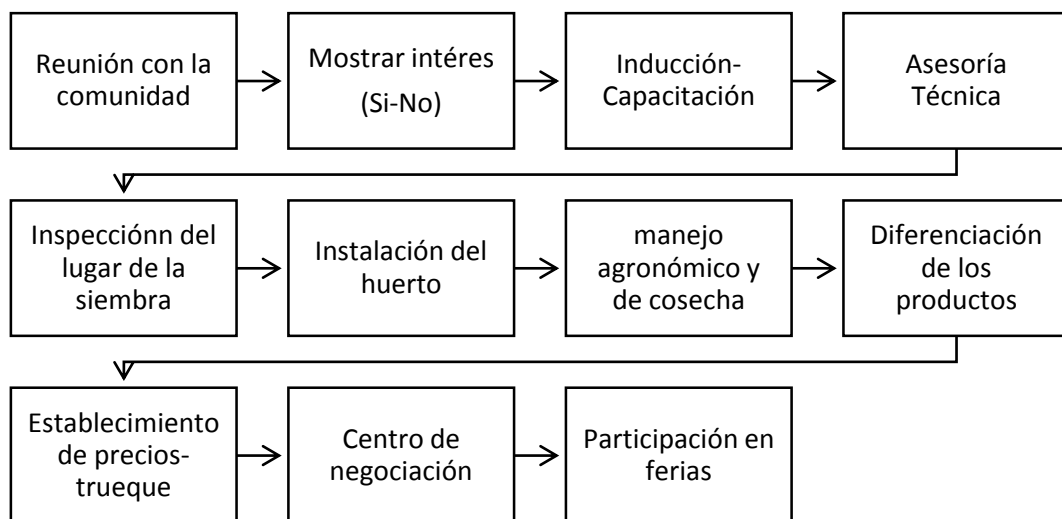 Reunión con la
comunidad
Mostrar intéres
(Si-No)
Inducción-
Capacitación
Asesoría
Técnica
Inspecciónn del
lugar de la
siembra
Instalación del
huerto
manejo
agronómico y
de cosecha
Diferenciación
de los
productos
Establecimiento
de precios-
trueque
Centro de
negociación
Participación en
ferias